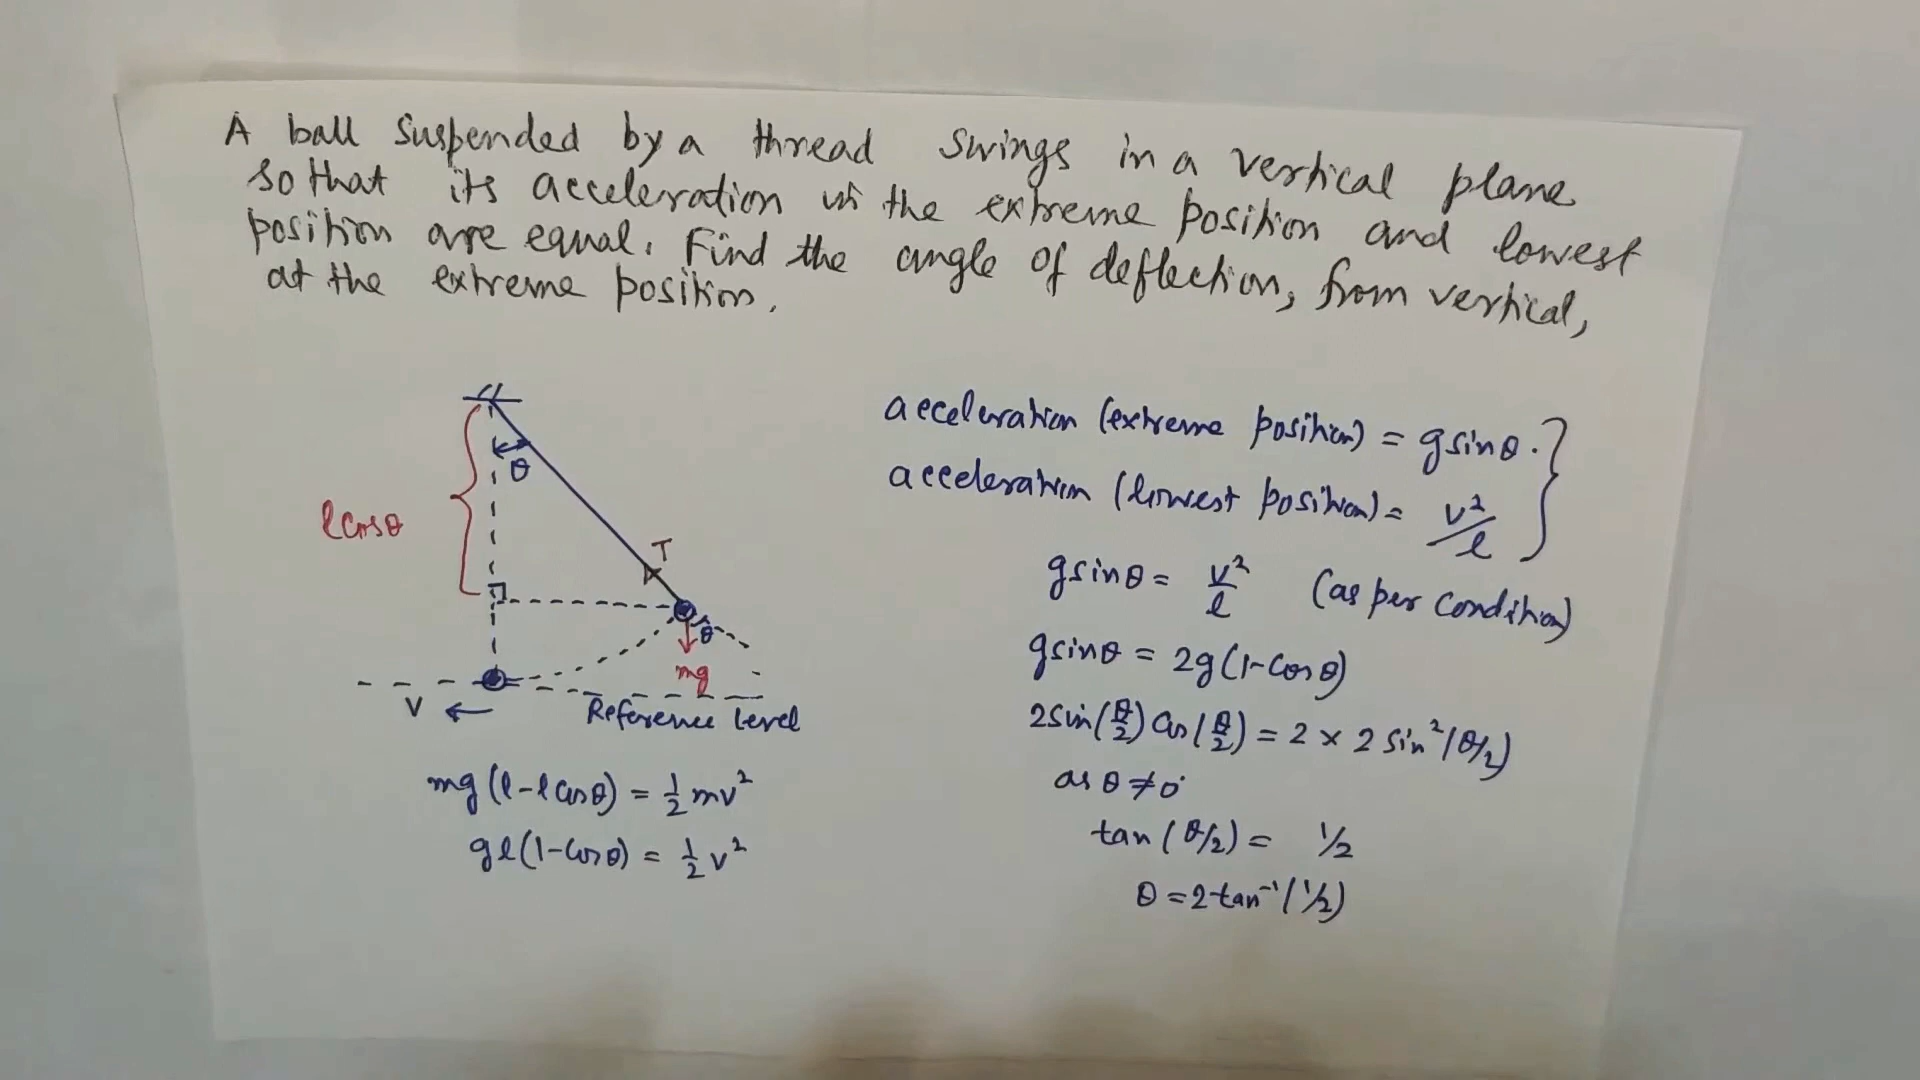 A ball suspended by a thread swings in a vertical plane
so that its acceleration in the extreme position and lowest
position are equal. Find the angle of deflection, from vertical,
at the extreme position.
θ
lcosθ
T
θ
mg
V
Reference level
mg(l-lcosθ) = ½mv²
gl(1-cosθ) = ½v²
acceleration (extreme position) = gsinθ.
acceleration (lowest position) = v²/l
gsinθ = v²/l (as per condition)
gsinθ = 2g(1-cosθ)
2sin(θ/2)cos(θ/2) = 2 × 2 sin²(θ/2)
as θ≠0
tan(θ/2) = 1/2
θ = 2tan⁻¹(1/2)